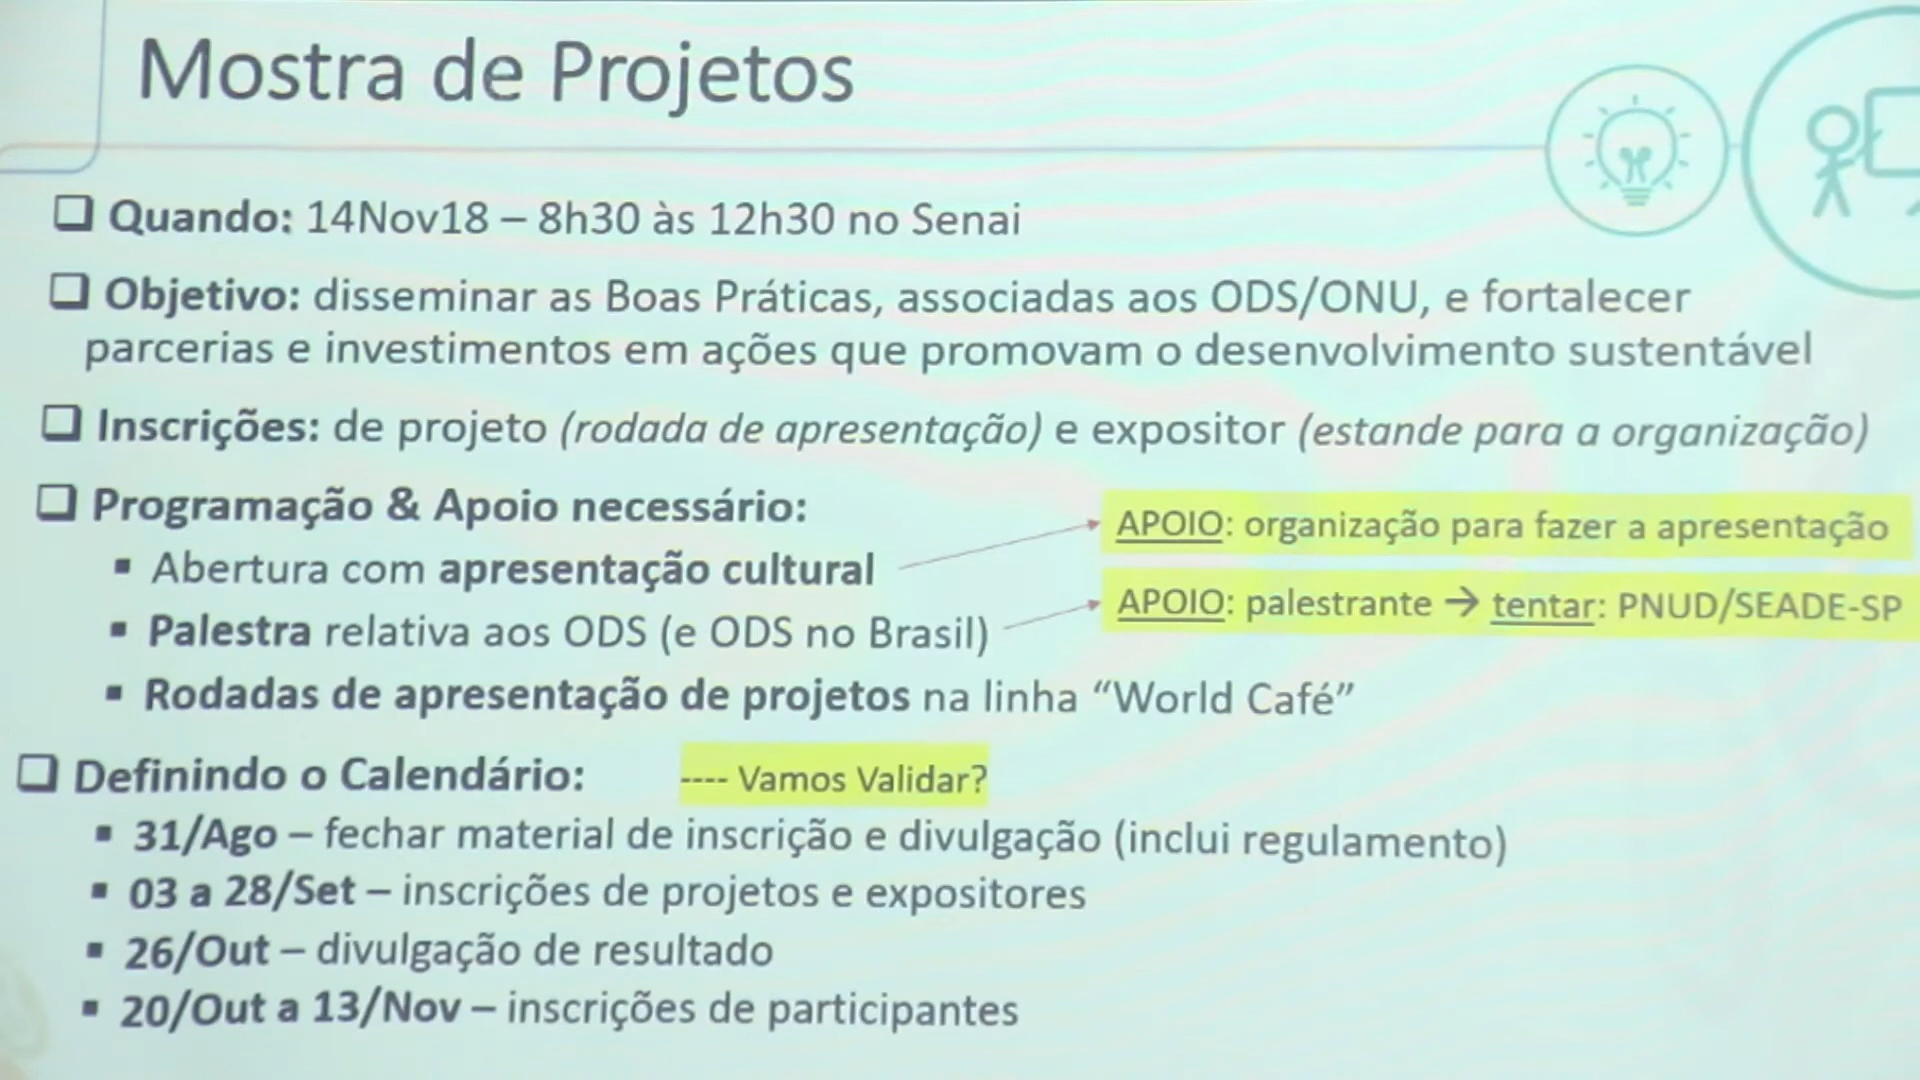 Mostra de Projetos
❑ Quando: 14Nov18 – 8h30 às 12h30 no Senai
❑ Objetivo: disseminar as Boas Práticas, associadas aos ODS/ONU, e fortalecer
parcerias e investimentos em ações que promovam o desenvolvimento sustentável
❑ Inscrições: de projeto (rodada de apresentação) e expositor (estande para a organização)
❑ Programação & Apoio necessário:
▪ Abertura com apresentação cultural
APOIO: organização para fazer a apresentação
▪ Palestra relativa aos ODS (e ODS no Brasil)
APOIO: palestrante → tentar: PNUD/SEADE-SP
▪ Rodadas de apresentação de projetos na linha “World Café”
❑ Definindo o Calendário:
---- Vamos Validar?
▪ 31/Ago – fechar material de inscrição e divulgação (inclui regulamento)
▪ 03 a 28/Set – inscrições de projetos e expositores
▪ 26/Out – divulgação de resultado
▪ 20/Out a 13/Nov – inscrições de participantes